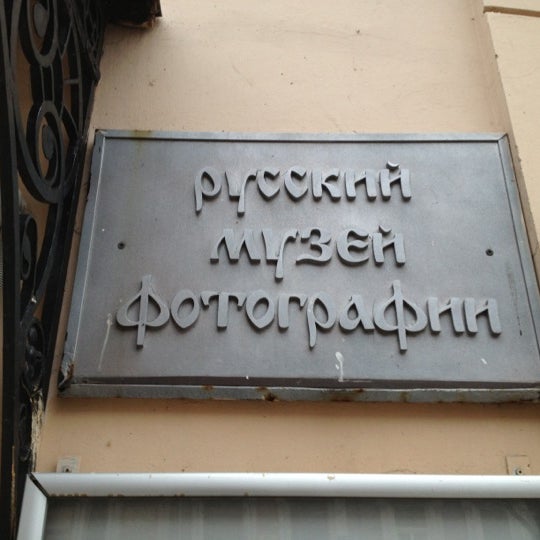 русский
музей
фотографии